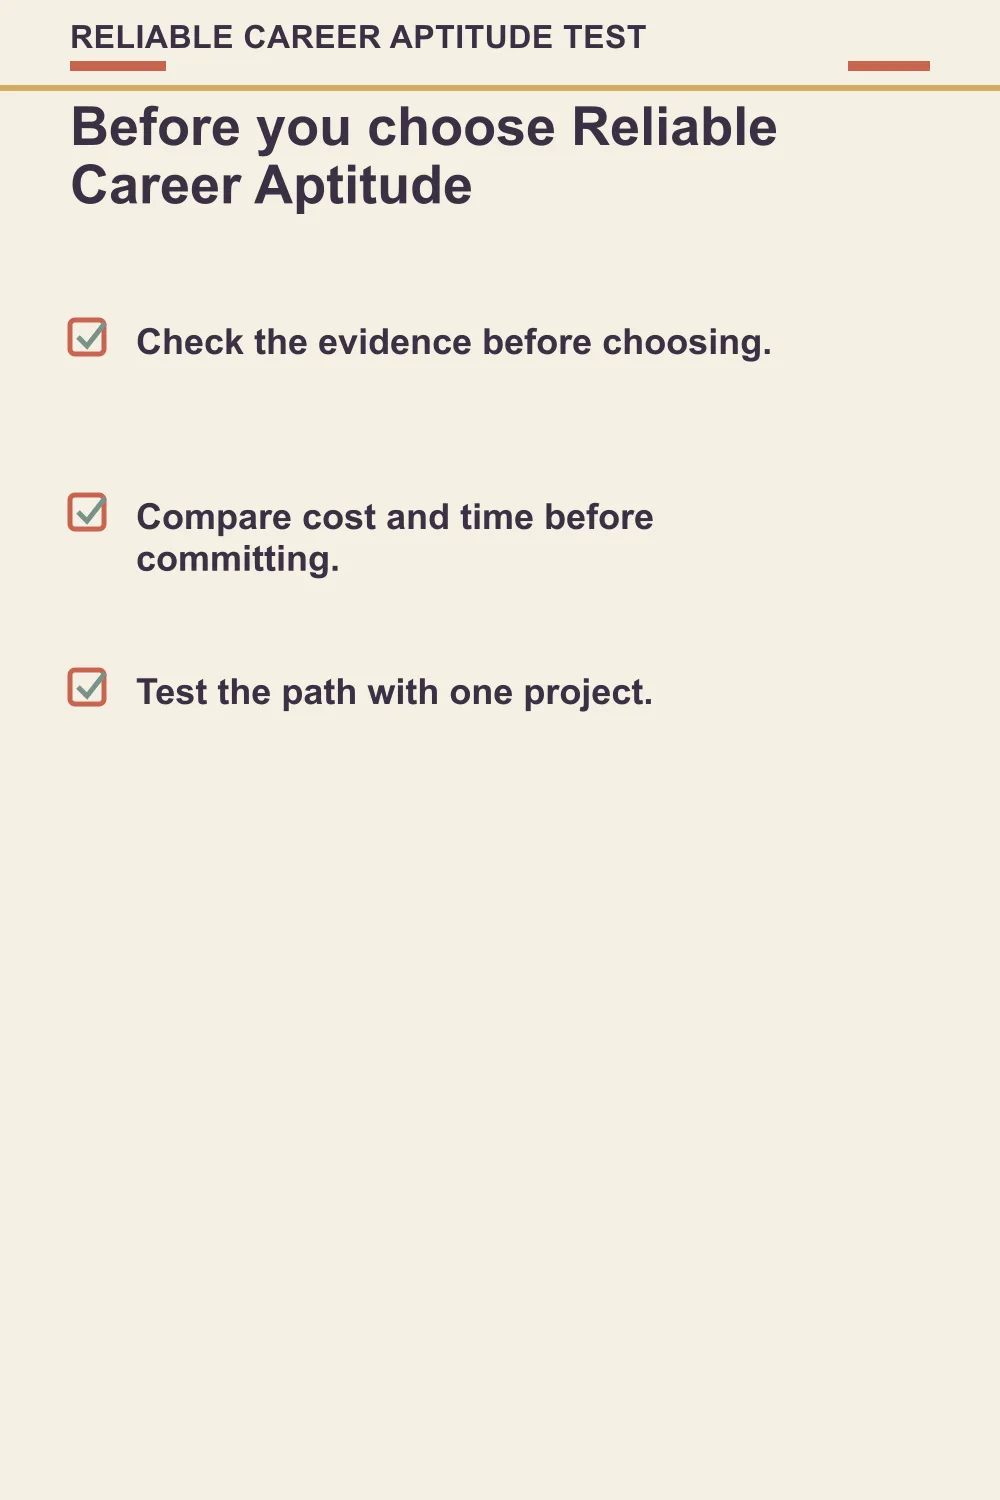 RELIABLE CAREER APTITUDE TEST
Before you choose Reliable
Career Aptitude
Check the evidence before choosing.
Compare cost and time before
committing.
Test the path with one project.